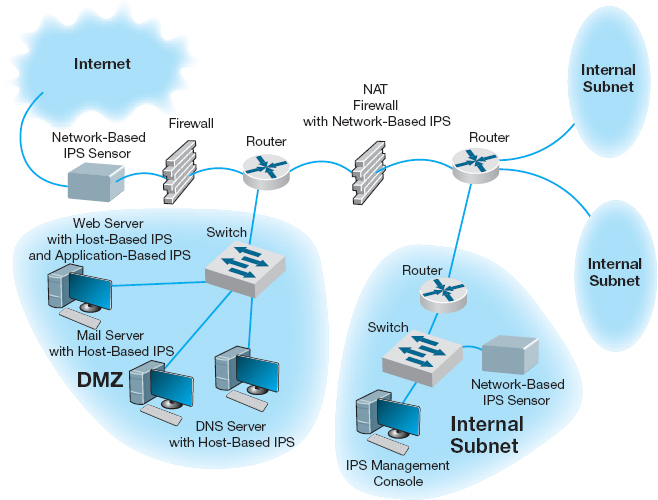 Internet
Network-Based
IPS Sensor
Firewall
Router
NAT
Firewall
with Network-Based IPS
Router
Internal
Subnet
Internal
Subnet
Web Server
with Host-Based IPS
and Application-Based IPS
Switch
Mail Server
with Host-Based IPS
DMZ
DNS Server
with Host-Based IPS
Router
Switch
Network-Based
IPS Sensor
Internal
Subnet
IPS Management
Console